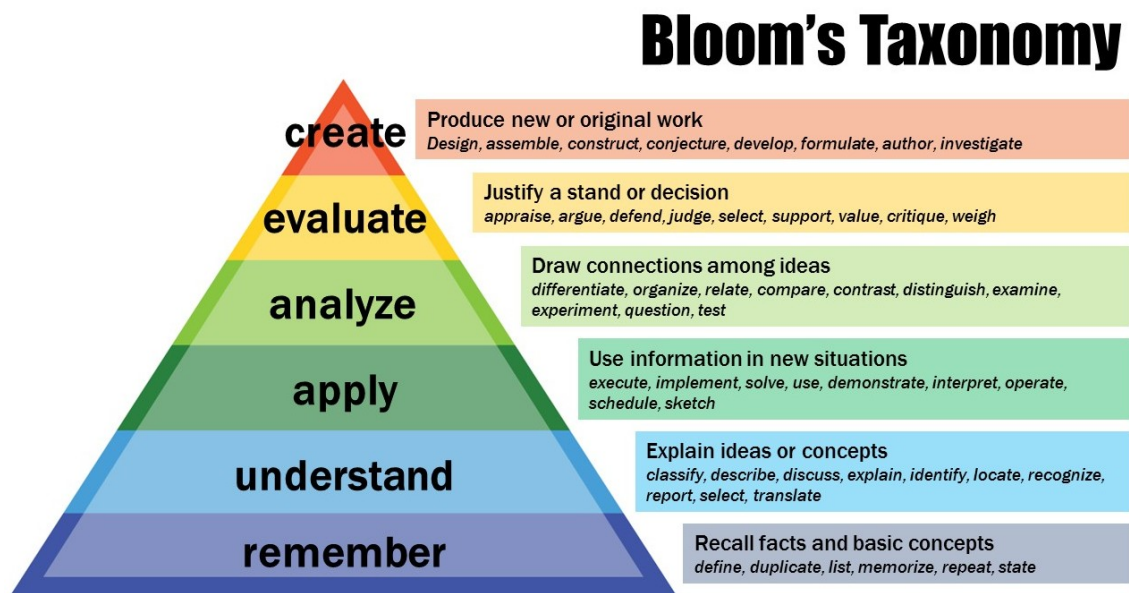 Bloom's Taxonomy
create
Produce new or original work
Design, assemble, construct, conjecture, develop, formulate, author, investigate
evaluate
Justify a stand or decision
appraise, argue, defend, judge, select, support, value, critique, weigh
analyze
Draw connections among ideas
differentiate, organize, relate, compare, contrast, distinguish, examine,
experiment, question, test
apply
Use information in new situations
execute, implement, solve, use, demonstrate, interpret, operate,
schedule, sketch
understand
Explain ideas or concepts
classify, describe, discuss, explain, identify, locate, recognize,
report, select, translate
remember
Recall facts and basic concepts
define, duplicate, list, memorize, repeat, state